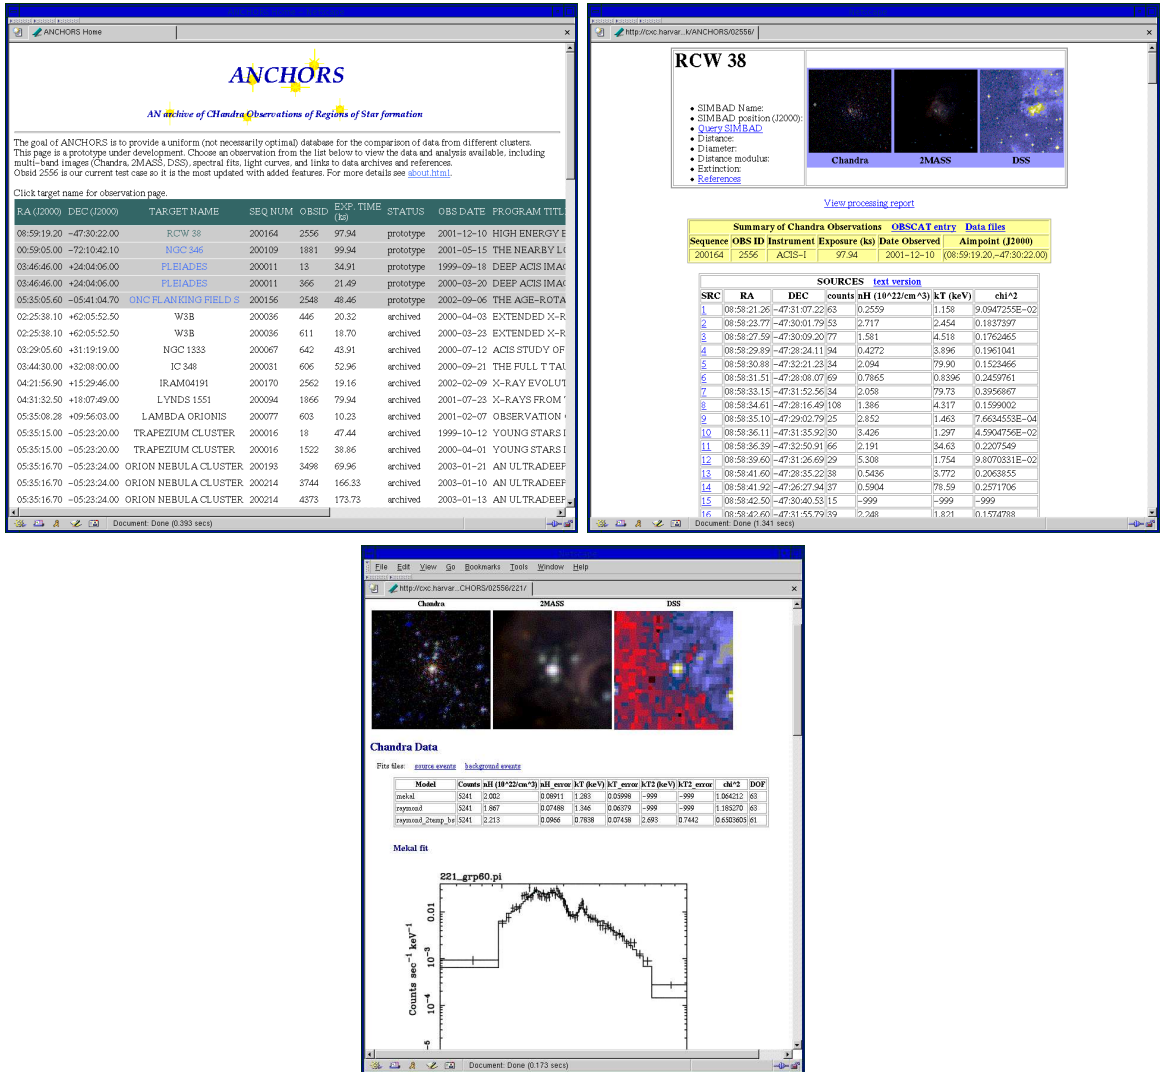 ANCHORS Home
ANCHORS
AN archive of CHandra Observations of Regions of Star formation
The goal of ANCHORS is to provide a uniform (not necessarily optimal) database for the comparison of data from different clusters.
This page is a prototype under development. Choose an observation from the list below to view the data and analysis available, including
multi-band images (Chandra, 2MASS, DSS), spectral fits, light curves, and links to data archives and references.
Obsid 2556 is our current test case so it is the most updated with added features. For more details see about.html.
Click target name for observation page.
RA (J2000) DEC (J2000) TARGET NAME SEQ NUM OBSID EXP. TIME (ks) STATUS OBS DATE PROGRAM TITL
08:59:19.20 -47:30:22.00 RCW 38 200164 2556 97.94 prototype 2001-12-10 HIGH ENERGY E
00:59:05.00 -72:10:42.10 NGC 346 200109 1881 99.94 prototype 2001-05-15 THE NEARBY L
03:46:46.00 +24:04:06.00 PLEIADES 200011 13 34.91 prototype 1999-09-18 DEEP ACIS IMA
03:46:46.00 +24:04:06.00 PLEIADES 200011 366 21.49 prototype 2000-03-20 DEEP ACIS IMA
05:35:05.60 -05:41:04.70 ONC FLANKING FIELD S 200156 2548 48.46 prototype 2002-09-06 THE AGE-ROTA
02:25:38.10 +62:05:52.50 W3B 200036 446 20.32 archived 2000-04-03 EXTENDED X-R
02:25:38.10 +62:05:52.50 W3B 200036 611 18.70 archived 2000-03-23 EXTENDED X-R
03:29:05.60 +31:19:19.00 NGC 1333 200067 642 43.91 archived 2000-07-12 ACIS STUDY OF
03:44:30.00 +32:08:00.00 IC 348 200031 606 52.96 archived 2000-09-21 THE FULL T TAU
04:21:56.90 +15:29:46.00 IRAM04191 200170 2562 19.16 archived 2002-02-09 X-RAY EVOLUT
04:31:32.50 +18:07:49.00 LYNDS 1551 200094 1866 79.94 archived 2001-07-23 X-RAYS FROM
05:35:08.28 +09:56:03.00 LAMBDA ORIONIS 200077 603 10.23 archived 2001-02-07 OBSERVATION
05:35:15.00 -05:23:20.00 TRAPEZIUM CLUSTER 200016 18 47.44 archived 1999-10-12 YOUNG STARS
05:35:15.00 -05:23:20.00 TRAPEZIUM CLUSTER 200016 1522 38.86 archived 2000-04-01 YOUNG STARS
05:35:16.70 -05:23:24.00 ORION NEBULA CLUSTER 200193 3498 69.96 archived 2003-01-21 AN ULTRADEEP
05:35:16.70 -05:23:24.00 ORION NEBULA CLUSTER 200214 3744 166.33 archived 2003-01-10 AN ULTRADEEP
05:35:16.70 -05:23:24.00 ORION NEBULA CLUSTER 200214 4373 173.73 archived 2003-01-13 AN ULTRADEEP
Document: Done (0.393 secs)
http://cxc.harvar...k/ANCHORS/02556/
RCW 38
SIMBAD Name:
SIMBAD position (J2000):
Query SIMBAD
Distance:
Diameter:
Distance modulus:
Extinction:
References
Chandra 2MASS DSS
View processing report
Summary of Chandra Observations OBSCAT entry Data files
Sequence OBS ID Instrument Exposure (ks) Date Observed Aimpoint (J2000)
200164 2556 ACIS-I 97.94 2001-12-10 (08:59:19.20,-47:30:22.00)
SOURCES text version
SRC RA DEC counts nH (10^22/cm^3) kT (keV) chi^2
1 08:58:21.26 -47:31:07.22 63 0.2559 1.158 9.0947255E-02
2 08:58:23.77 -47:30:01.79 53 2.717 2.454 0.1837397
3 08:58:27.59 -47:30:09.20 77 1.581 4.518 0.1762465
4 08:58:29.89 -47:28:24.11 94 0.4272 3.896 0.1961041
5 08:58:30.88 -47:32:21.23 34 2.094 79.90 0.1523466
6 08:58:31.51 -47:28:08.07 69 0.7865 0.8396 0.2459761
7 08:58:33.15 -47:31:52.56 34 2.058 79.73 0.3956867
8 08:58:34.61 -47:28:16.49 108 1.386 4.317 0.1599002
9 08:58:35.10 -47:29:02.79 25 2.852 1.463 7.6634553E-04
10 08:58:36.11 -47:31:35.92 30 3.426 1.297 4.5904756E-02
11 08:58:36.39 -47:32:50.91 66 2.191 34.63 0.2207549
12 08:58:39.60 -47:31:26.69 29 5.308 1.754 9.8070331E-02
13 08:58:41.60 -47:28:35.22 38 0.5436 3.772 0.2063855
14 08:58:41.92 -47:26:27.94 37 0.5904 78.59 0.2571706
15 08:58:42.50 -47:30:40.53 15 -999 -999 -999
16 08:58:42.60 -47:31:55.79 39 2.248 1.821 0.1574788
Document: Done (1.341 secs)
File Edit View Go Bookmarks Tools Window Help
http://cxc.harvar...CHORS/02556/221/
Chandra 2MASS DSS
Chandra Data
Fits files: source events background events
Model Counts nH (10^22/cm^3) nH_error kT (keV) kT_error kT2 (keV) kT2_error chi^2 DOF
mekal 5241 2.002 0.08911 1.283 0.05998 -999 -999 1.064212 63
raymond 5241 1.867 0.07488 1.346 0.06379 -999 -999 1.185270 63
raymond_2temp_bs 5241 2.213 0.0966 0.7838 0.07458 2.693 0.7442 0.6503605 61
Mekal fit
221_grp60.pi
Counts sec⁻¹ keV⁻¹
0.01
10⁻³
10⁻⁴
Document: Done (0.173 secs)